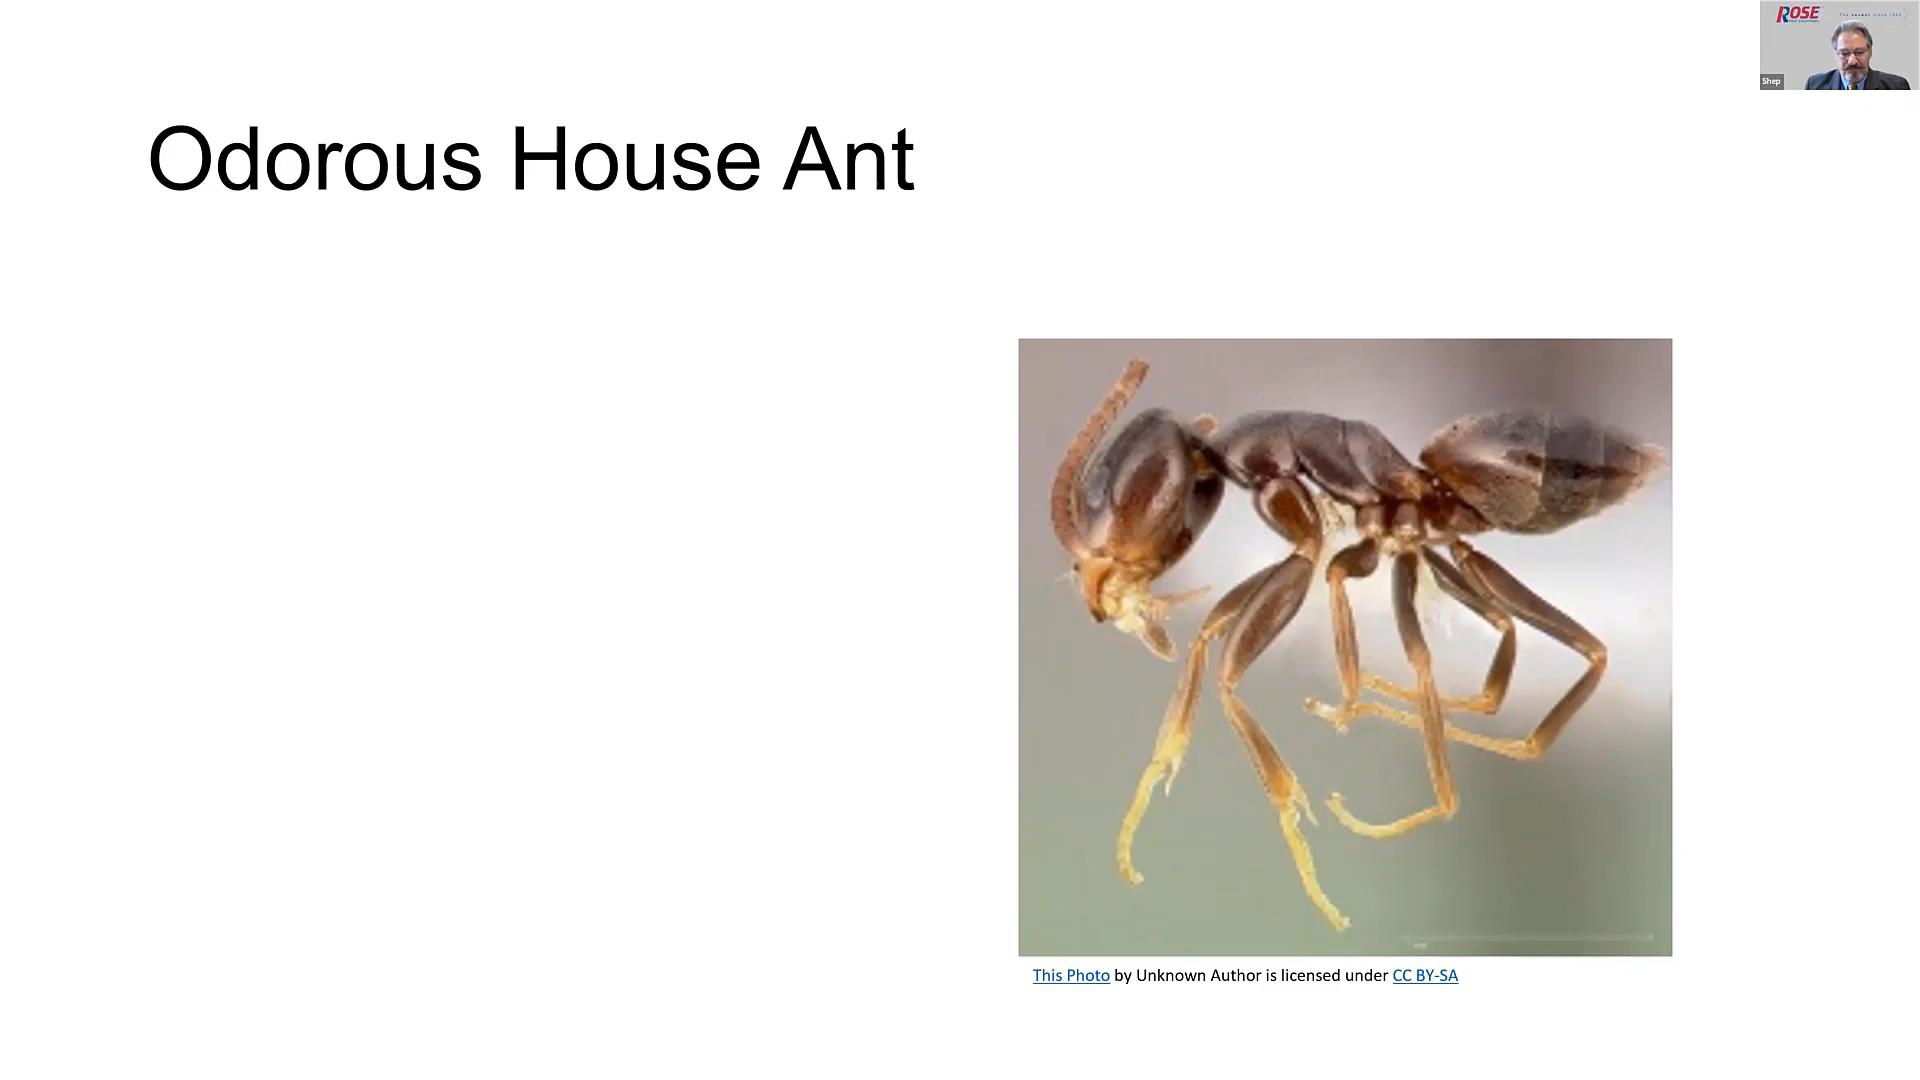 ROSE
Shep
Odorous House Ant
This Photo by Unknown Author is licensed under CC BY-SA